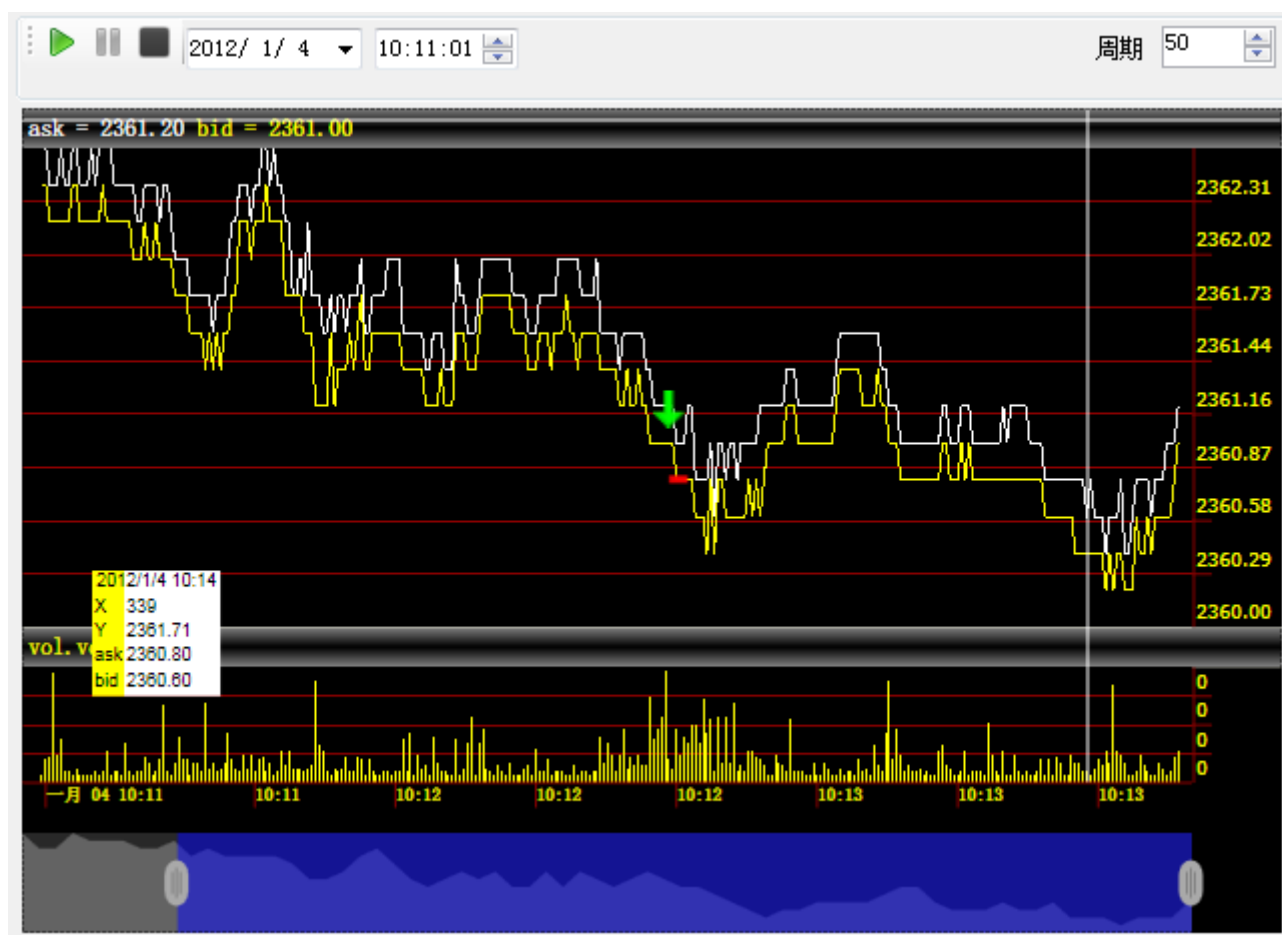 2012/ 1/ 4 10:11:01 周期 50
ask = 2361.20 bid = 2361.00
2362.31
2362.02
2361.73
2361.44
2361.16
2360.87
2360.58
2360.29
2360.00
2012/1/4 10:14
X 339
Y 2361.71
ask 2360.80
bid 2360.60
vol.v
0
0
0
0
一月 04 10:11 10:11 10:12 10:12 10:12 10:13 10:13 10:13